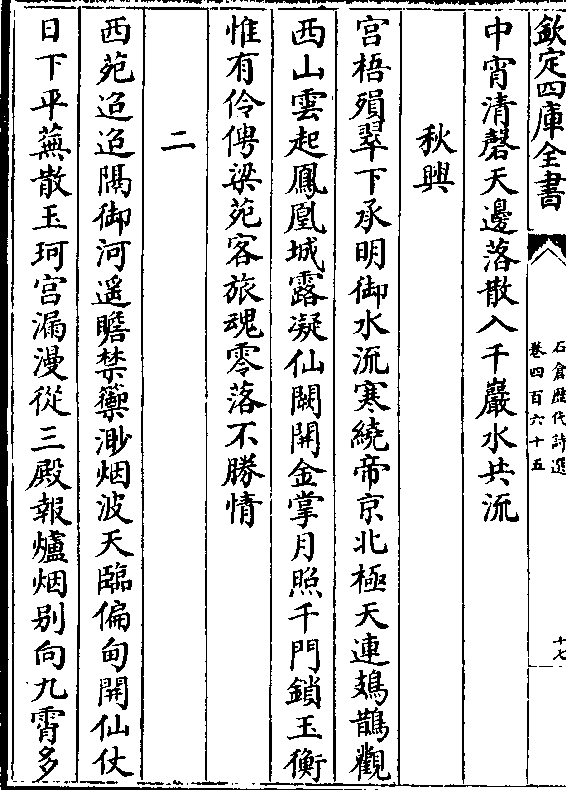 欽定四庫全書
石倉歷代詩選
卷四百六十五
十七
中宵清磬天邊落散入千巖水共流
秋興
宮梧殞翠下承明御水流寒繞帝京北極天連鳷鵲觀
西山雲起鳳凰城露凝仙闕開金掌月照千門鎖玉衡
惟有伶俜梁苑客旅魂零落不勝情
二
西苑迢迢隔御河遥瞻禁籞渺烟波天臨偏甸開仙仗
日下平蕪散玉珂宮漏漫從三殿報爐烟别向九霄多